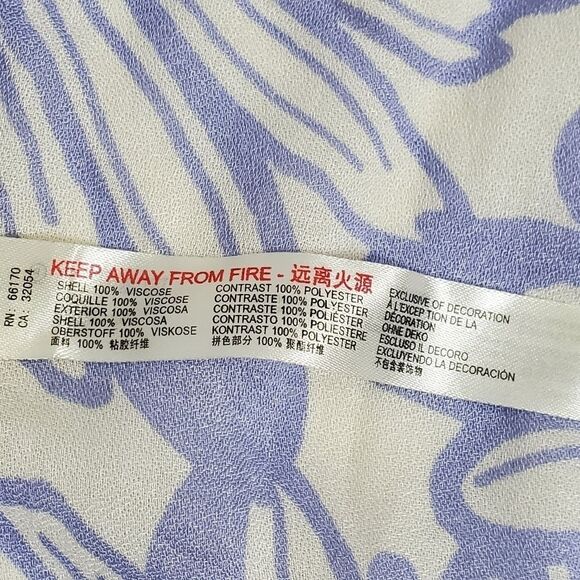 RN 66170
CA: 32054
KEEP AWAY FROM FIRE - 远离火源
SHELL 100% VISCOSE
COQUILLE 100% VISCOSE
EXTERIOR 100% VISCOSA
SHELL 100% VISCOSA
OBERSTOFF 100% VISKOSE
面料 100% 粘胶纤维
CONTRAST 100% POLYESTER
CONTRASTE 100% POLYESTER
CONTRASTE 100% POLYESTER
CONTRASTO 100% POLIESTERE
KONTRAST 100% POLYESTER
拼色部分 100% 聚酯纤维
EXCLUSIVE OF DECORATION
A L'EXCEPTION DE LA
DÉCORATION
OHNE DEKO
ESCLUSO IL DECORO
EXCLUYENDO LA DECORACIÓN
不包含装饰物